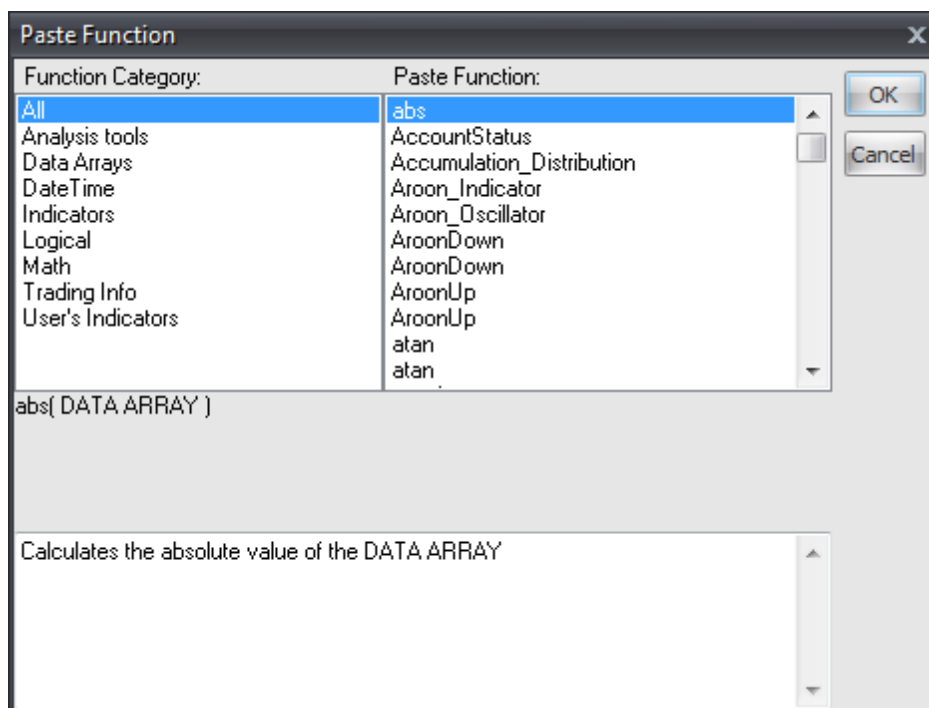 Paste Function
x
Function Category:
All
Analysis tools
Data Arrays
DateTime
Indicators
Logical
Math
Trading Info
User's Indicators
Paste Function:
abs
AccountStatus
Accumulation_Distribution
Aroon_Indicator
Aroon_Oscillator
AroonDown
AroonDown
AroonUp
AroonUp
atan
atan
OK
Cancel
abs( DATA ARRAY )
Calculates the absolute value of the DATA ARRAY